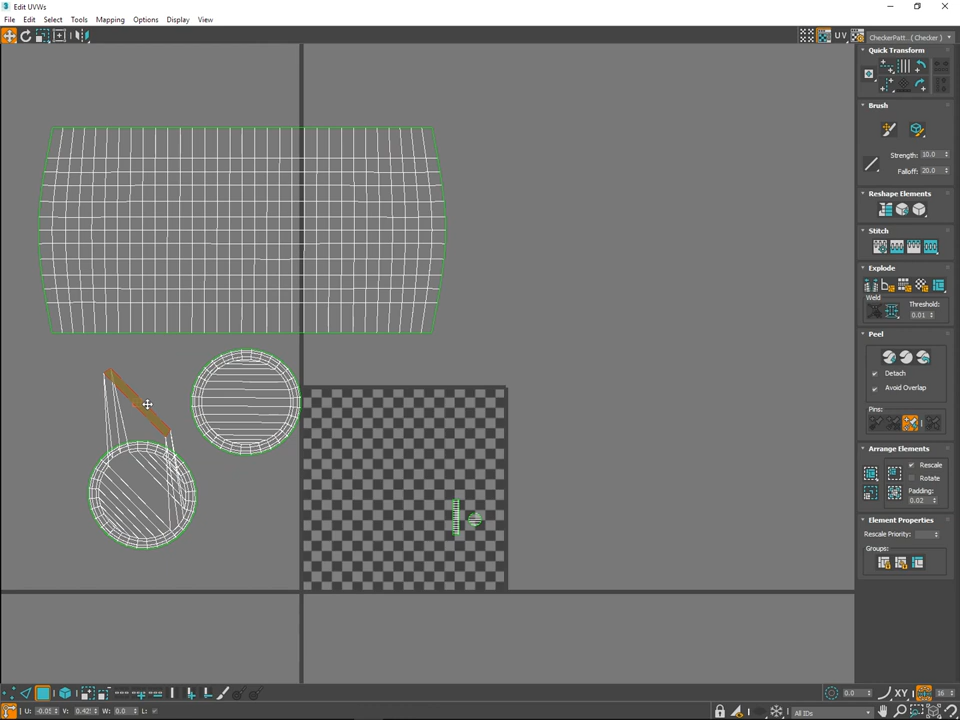 Edit UVWs
File Edit Select Tools Mapping Options Display View
UV CheckerPatt.. ( Checker )
Quick Transform
Brush
Strength: 10.0
Falloff: 20.0
Reshape Elements
Stitch
Explode
Weld
Threshold:
0.01
Peel
Detach
Avoid Overlap
Pins:
Arrange Elements
Rescale
Rotate
Padding:
0.02
Element Properties
Rescale Priority:
Groups:
0.0 XY 16
U: V: W: 0.0 L: All IDs